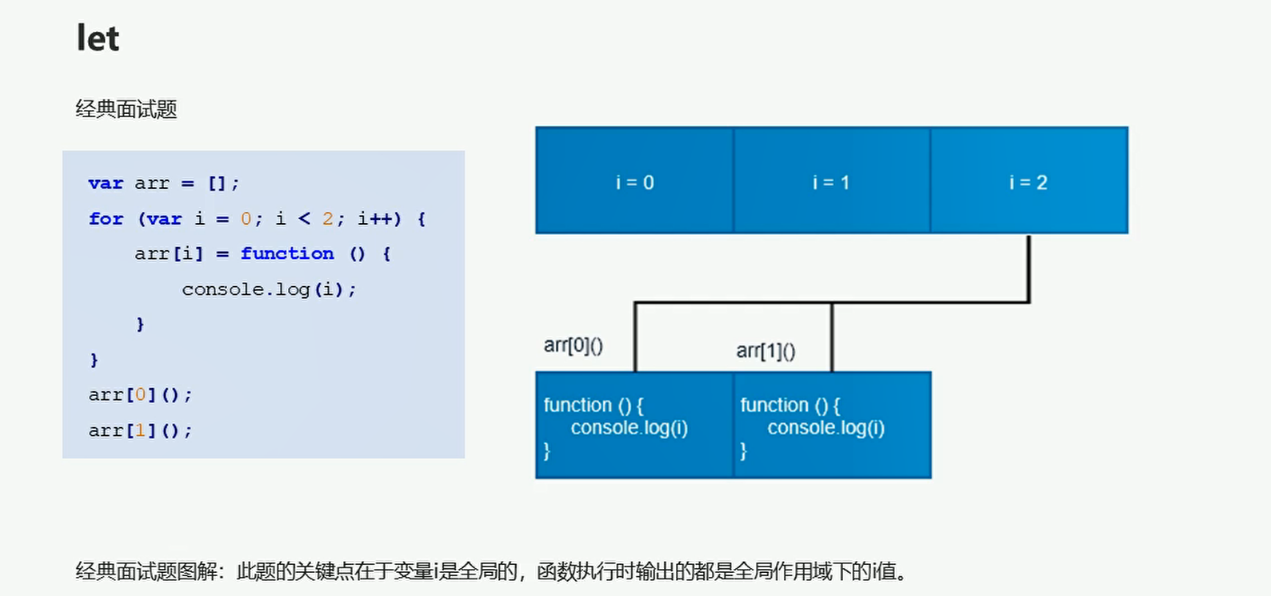 let
经典面试题
var arr = [];
for (var i = 0; i < 2; i++) {
    arr[i] = function () {
        console.log(i);
    }
}
arr[0]();
arr[1]();
i = 0
i = 1
i = 2
arr[0]()
arr[1]()
function () {
    console.log(i)
}
function () {
    console.log(i)
}
经典面试题图解：此题的关键点在于变量i是全局的，函数执行时输出的都是全局作用域下的i值。